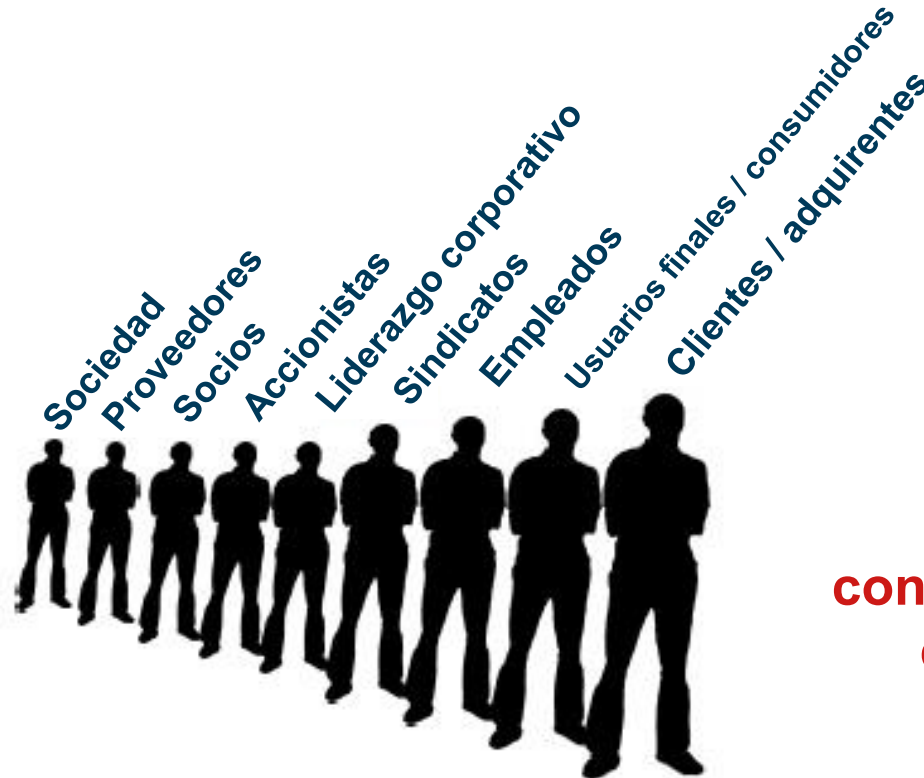 Sociedad
Proveedores
Socios
Accionistas
Liderazgo corporativo
Sindicatos
Empleados
Usuarios finales / consumidores
Clientes / adquirentes
con